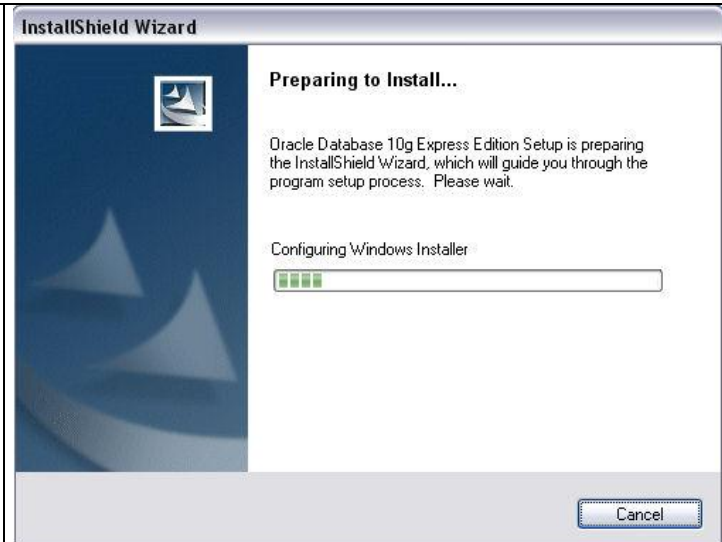 InstallShield Wizard
Preparing to Install...
Oracle Database 10g Express Edition Setup is preparing
the InstallShield Wizard, which will guide you through the
program setup process.  Please wait.
Configuring Windows Installer
Cancel